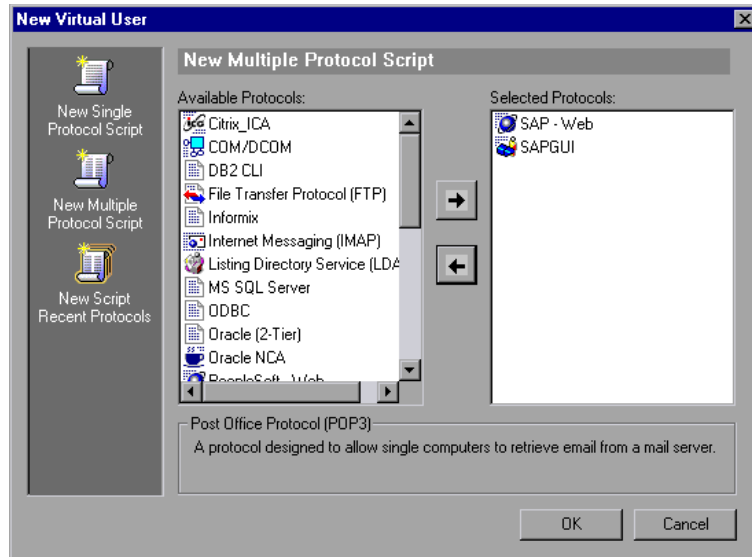 New Virtual User
New Single
Protocol Script
New Multiple
Protocol Script
New Script
Recent Protocols
New Multiple Protocol Script
Available Protocols:
Citrix_ICA
COM/DCOM
DB2 CLI
File Transfer Protocol (FTP)
Informix
Internet Messaging (IMAP)
Listing Directory Service (LDA
MS SQL Server
ODBC
Oracle (2-Tier)
Oracle NCA
PeopleSoft - Web
Selected Protocols:
SAP - Web
SAPGUI
Post Office Protocol (POP3)
A protocol designed to allow single computers to retrieve email from a mail server.
OK
Cancel